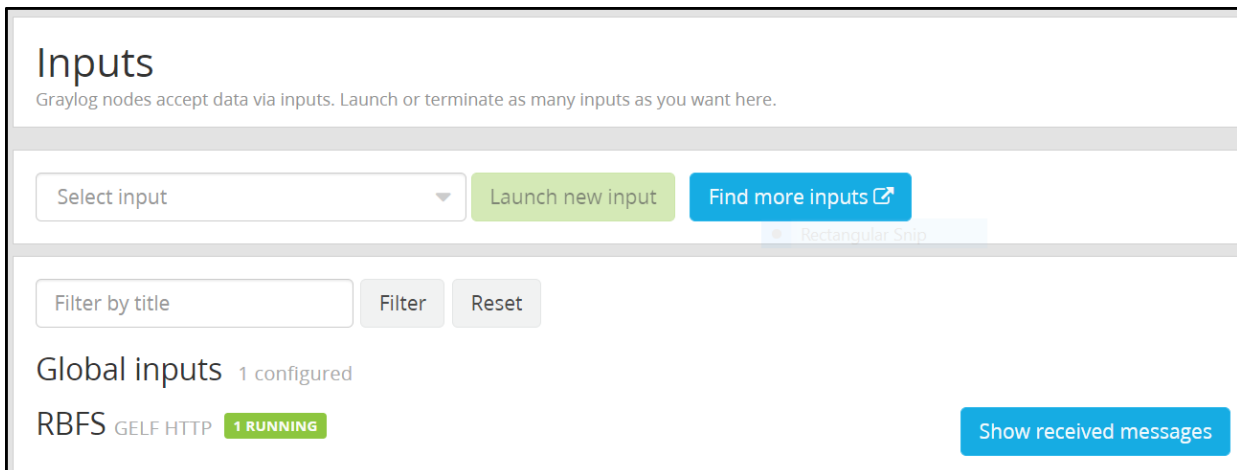 Inputs
Graylog nodes accept data via inputs. Launch or terminate as many inputs as you want here.
Select input Launch new input Find more inputs
Rectangular Snip
Filter by title Filter Reset
Global inputs 1 configured
RBFS GELF HTTP 1 RUNNING Show received messages